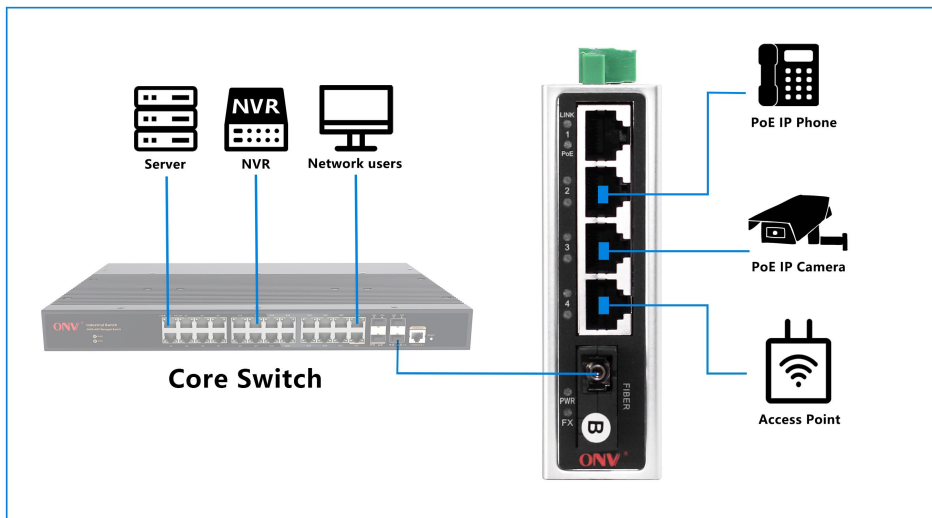 NVR
Server
NVR
Network users
ONV
Core Switch
LINK
1
PoE
2
3
4
PWR
FX
FIBER
B
ONV
PoE IP Phone
PoE IP Camera
Access Point